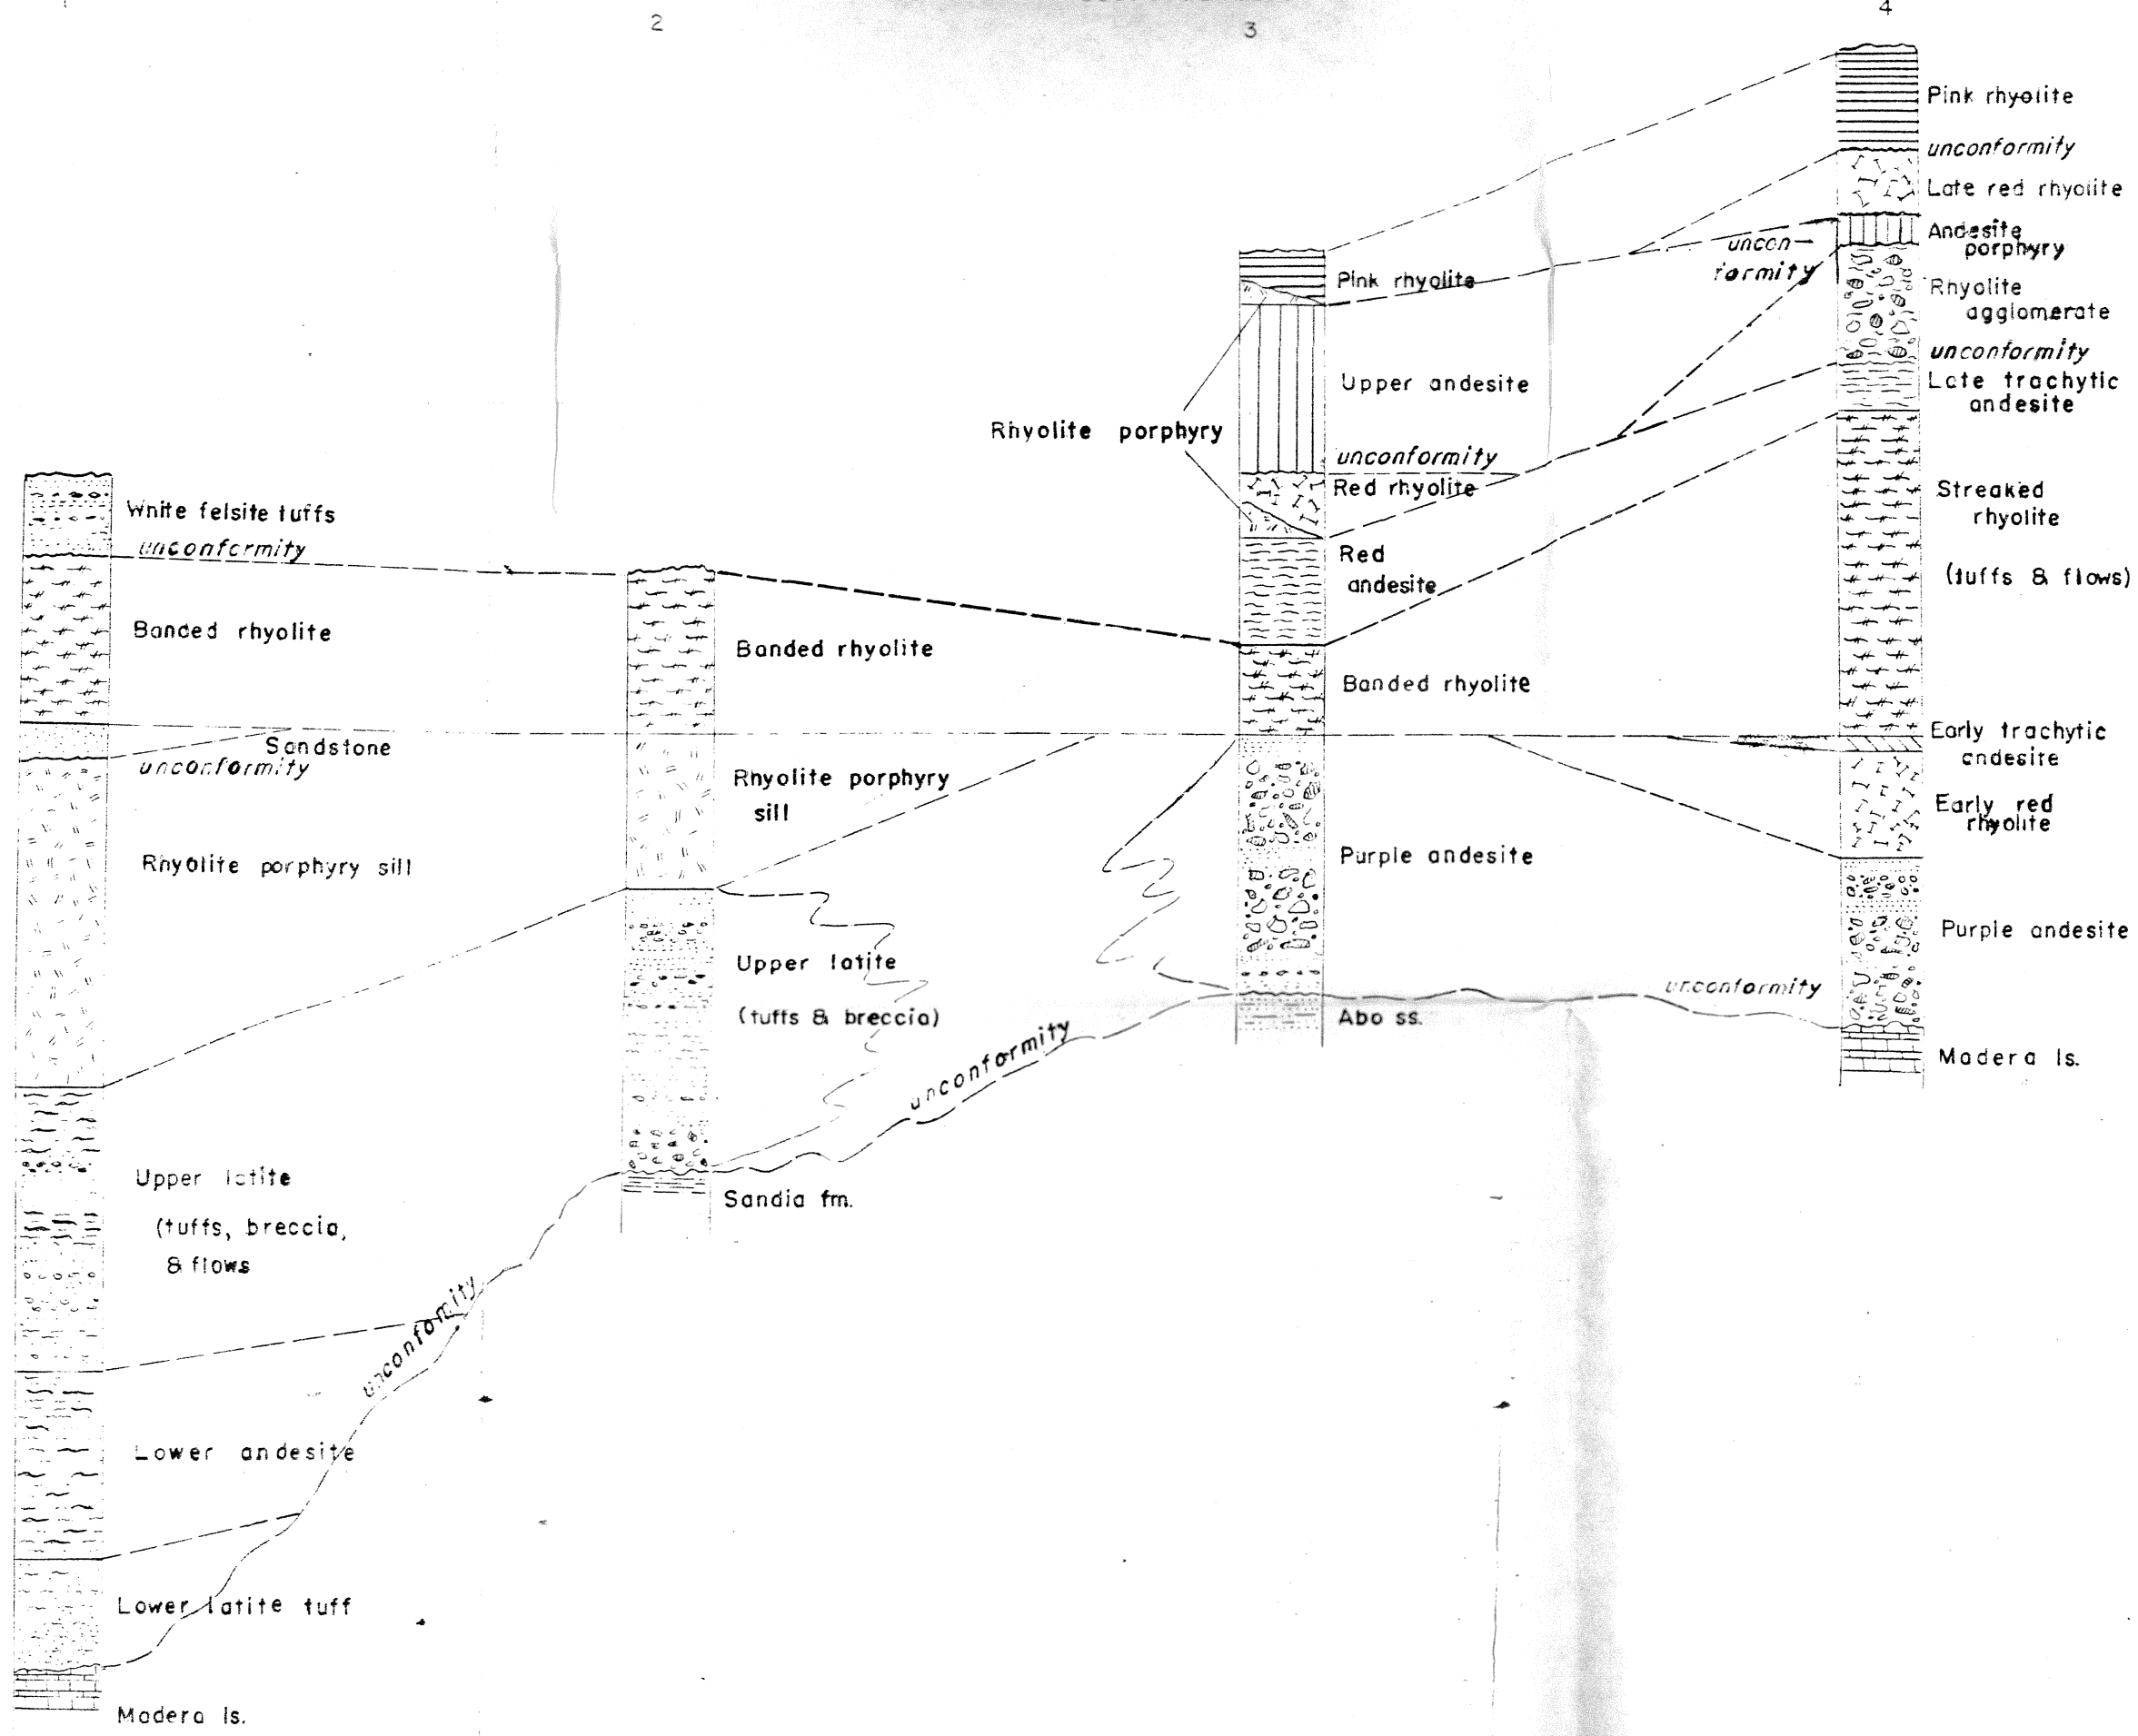 2
3
4
White felsite tuffs
unconformity
Banded rhyolite
Sandstone
unconformity
Rhyolite porphyry sill
Upper latite
(tuffs, breccia,
& flows
unconformity
Lower andesite
Lower latite tuff
Madera ls.
Banded rhyolite
Rhyolite porphyry
sill
Upper latite
(tuffs & breccia)
unconformity
Sandia fm.
Pink rhyolite
Upper andesite
Rhyolite porphyry
unconformity
Red rhyolite
Red
andesite
Banded rhyolite
Purple andesite
Abo ss.
Pink rhyolite
unconformity
Late red rhyolite
uncon-
formity
Andesite
porphyry
Rhyolite
agglomerate
unconformity
Late trachytic
andesite
Streaked
rhyolite
(tuffs & flows)
Early trachytic
andesite
Early red
rhyolite
Purple andesite
unconformity
Madera ls.